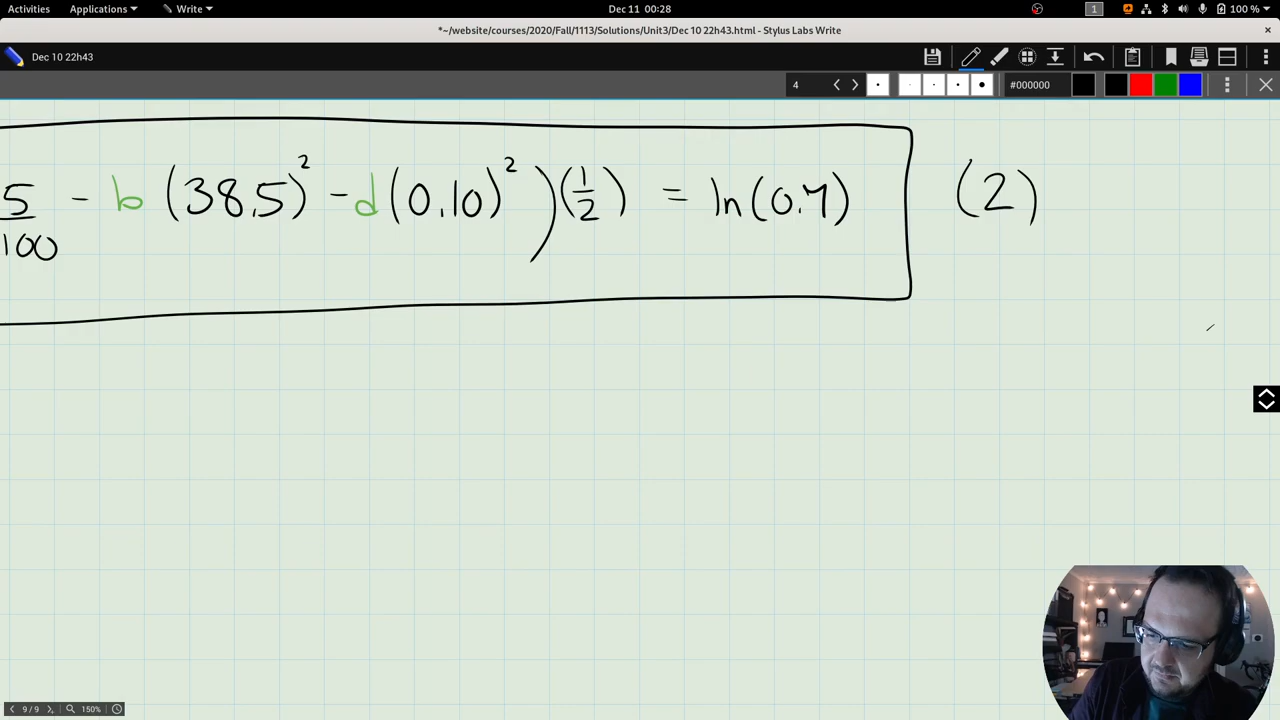 Activities Applications Write Dec 11 00:28 1 100 %
*~/website/courses/2020/Fall/1113/Solutions/Unit3/Dec 10 22h43.html - Stylus Labs Write
Dec 10 22h43
4 #000000
5/100 - b (38.5)² - d(0.10)² )(1/2) = ln(0.7) (2)
9 / 9 150%